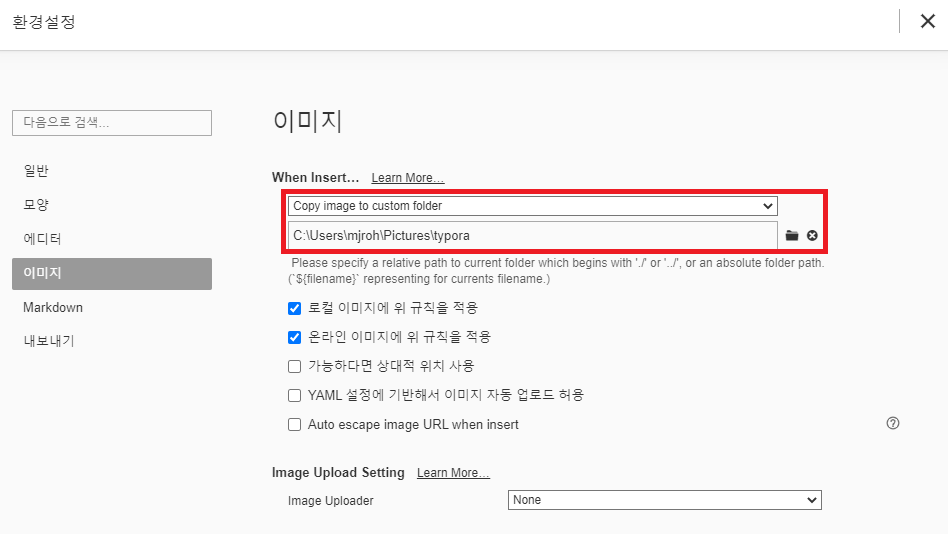 환경설정
다음으로 검색...
이미지
일반
When Insert... Learn More...
모양
Copy image to custom folder
에디터
C:\Users\mjroh\Pictures\typora
이미지
Please specify a relative path to current folder which begins with './' or '../', or an absolute folder path.
(`${filename}` representing for currents filename.)
Markdown
로컬 이미지에 위 규칙을 적용
내보내기
온라인 이미지에 위 규칙을 적용
가능하다면 상대적 위치 사용
YAML 설정에 기반해서 이미지 자동 업로드 허용
Auto escape image URL when insert
Image Upload Setting Learn More...
Image Uploader None